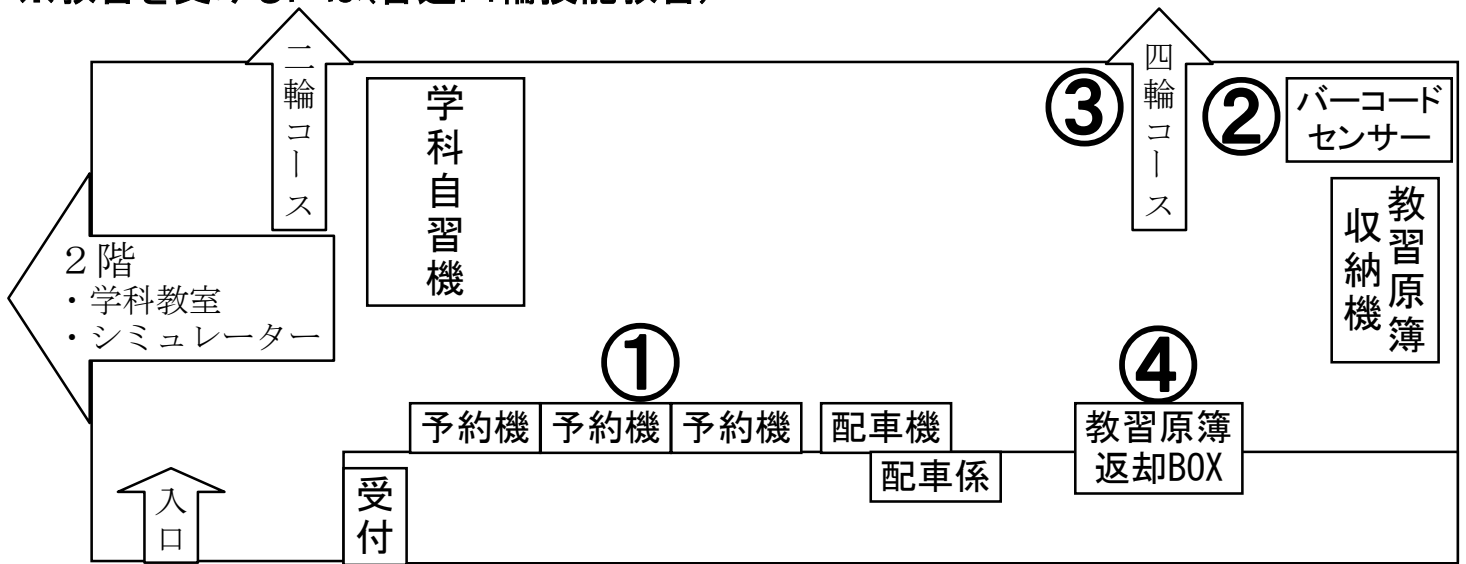 二輪コース
四輪コース
③
②
バーコード
センサー
学科自習機
教習原簿
収納機
２階
・学科教室
・シミュレーター
①
④
予約機
予約機
予約機
配車機
教習原簿
返却BOX
配車係
入口
受付